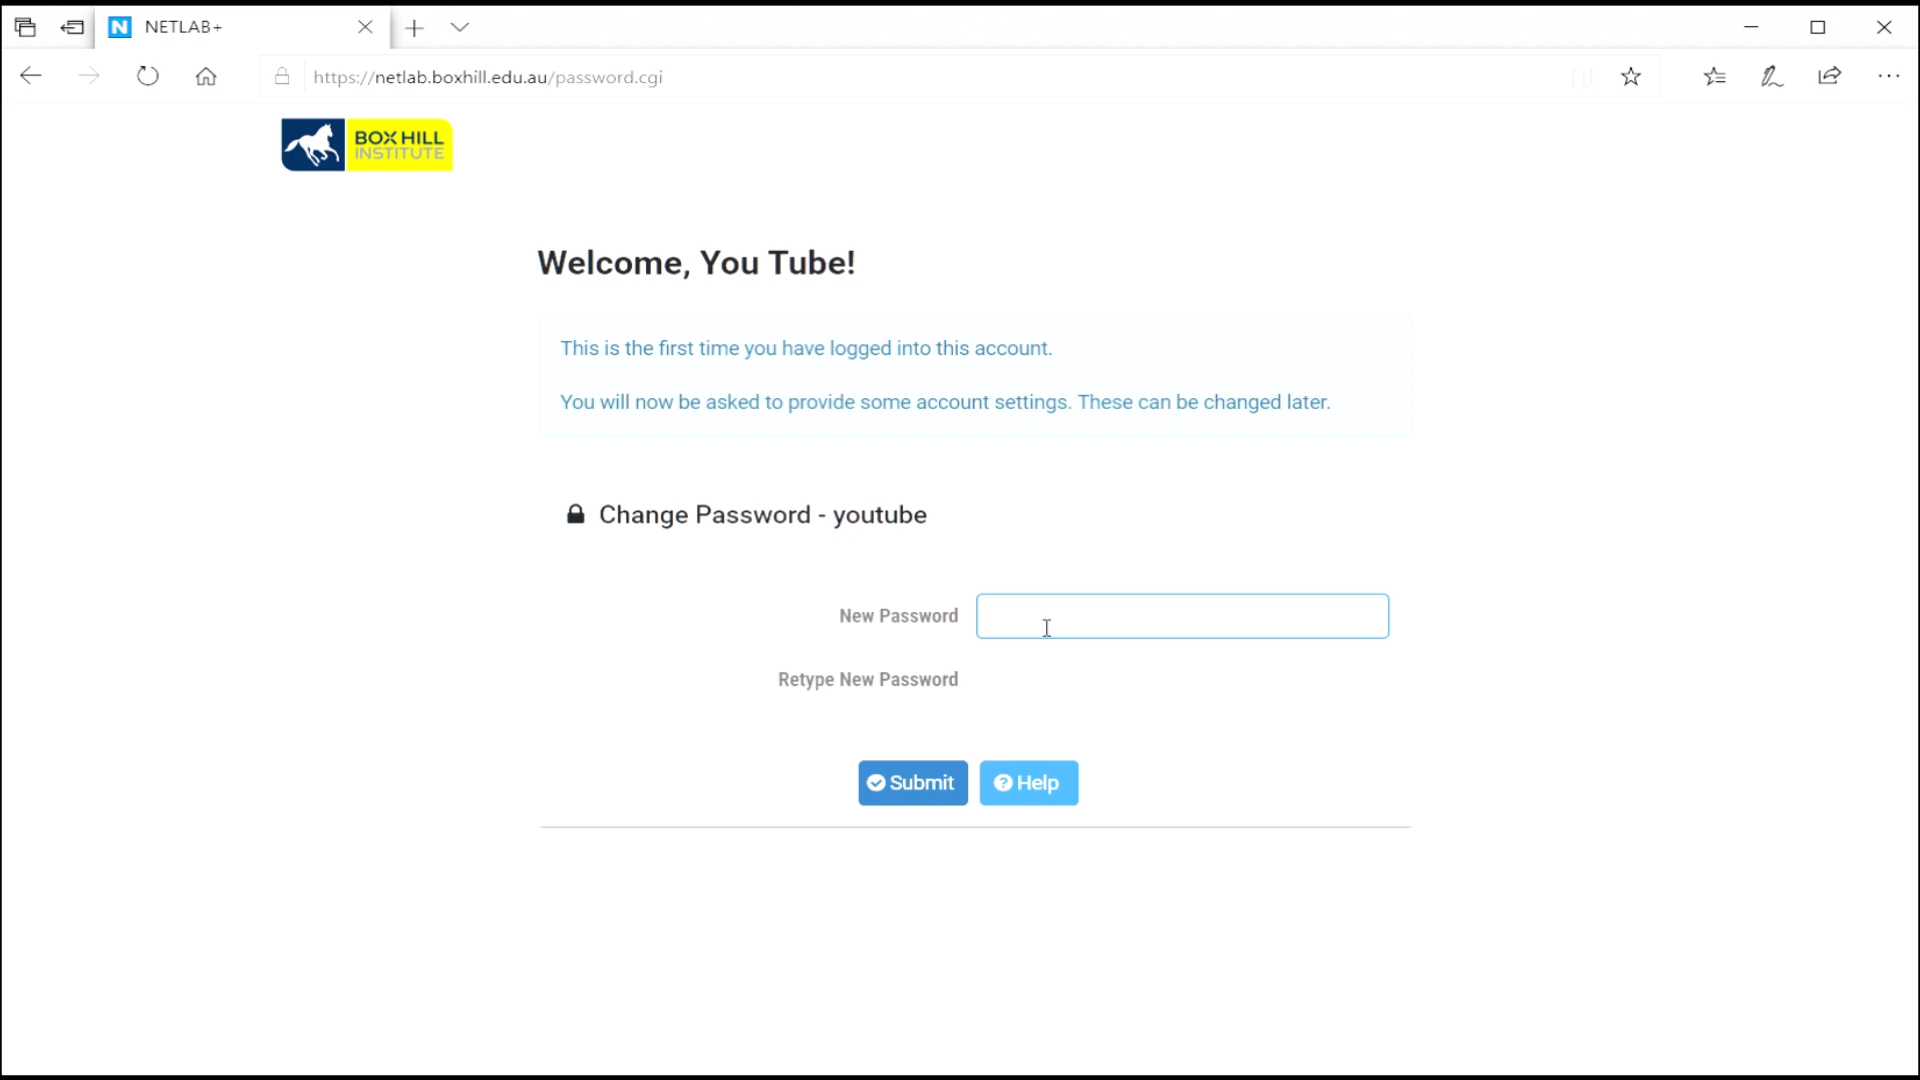 NETLAB+
https://netlab.boxhill.edu.au/password.cgi
BOX HILL
INSTITUTE
Welcome, You Tube!
This is the first time you have logged into this account.
You will now be asked to provide some account settings. These can be changed later.
Change Password - youtube
New Password
Retype New Password
Submit
Help